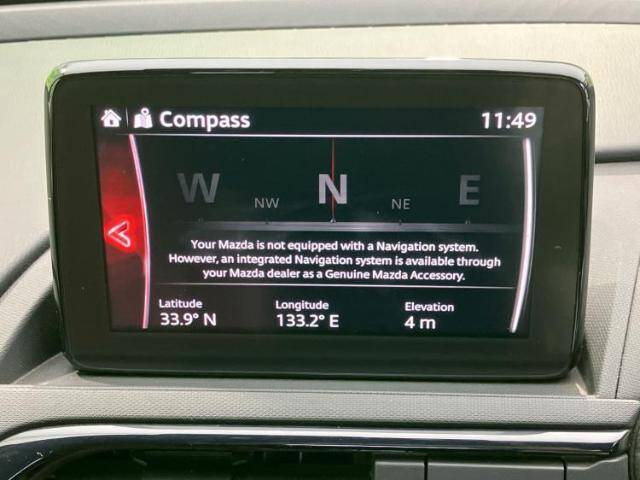 Compass 11:49
W NW N NE E
Your Mazda is not equipped with a Navigation system.
However, an integrated Navigation system is available through
your Mazda dealer as a Genuine Mazda Accessory.
Latitude Longitude Elevation
33.9° N 133.2° E 4 m